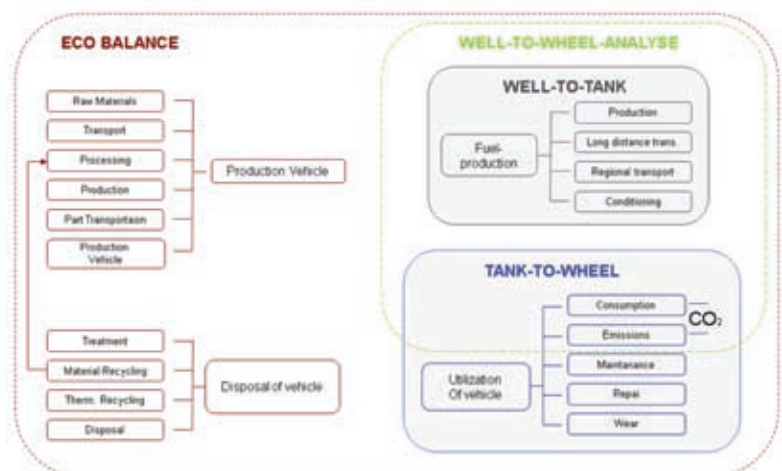 ECO BALANCE
Raw Materials
Transport
Processing
Production
Part Transportaion
Production
Vehicle
Production Vehicle
Treatment
Material Recycling
Therm. Recycling
Disposal
Disposal of vehicle
WELL-TO-WHEEL-ANALYSE
WELL-TO-TANK
Fuel-
production
Production
Long distance trans.
Regional transport
Conditioning
TANK-TO-WHEEL
Utilization
Of vehicle
Consumption
Emissions
CO₂
Maintanance
Repai
Wear